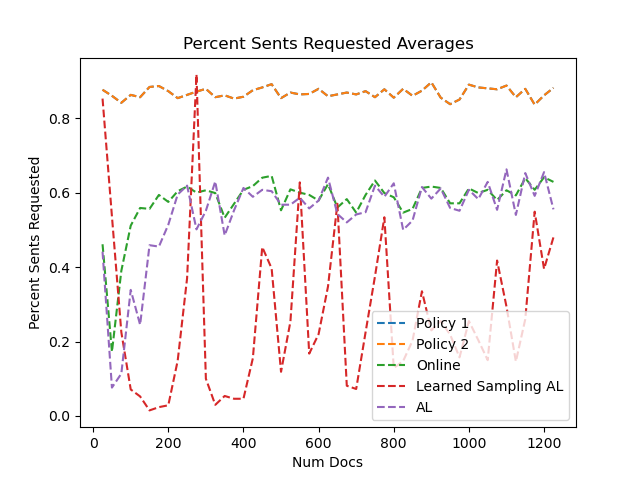 Percent Sents Requested Averages
Percent Sents Requested
0.8
0.6
0.4
0.2
0.0
0 200 400 600 800 1000 1200
Num Docs
Policy 1
Policy 2
Online
Learned Sampling AL
AL